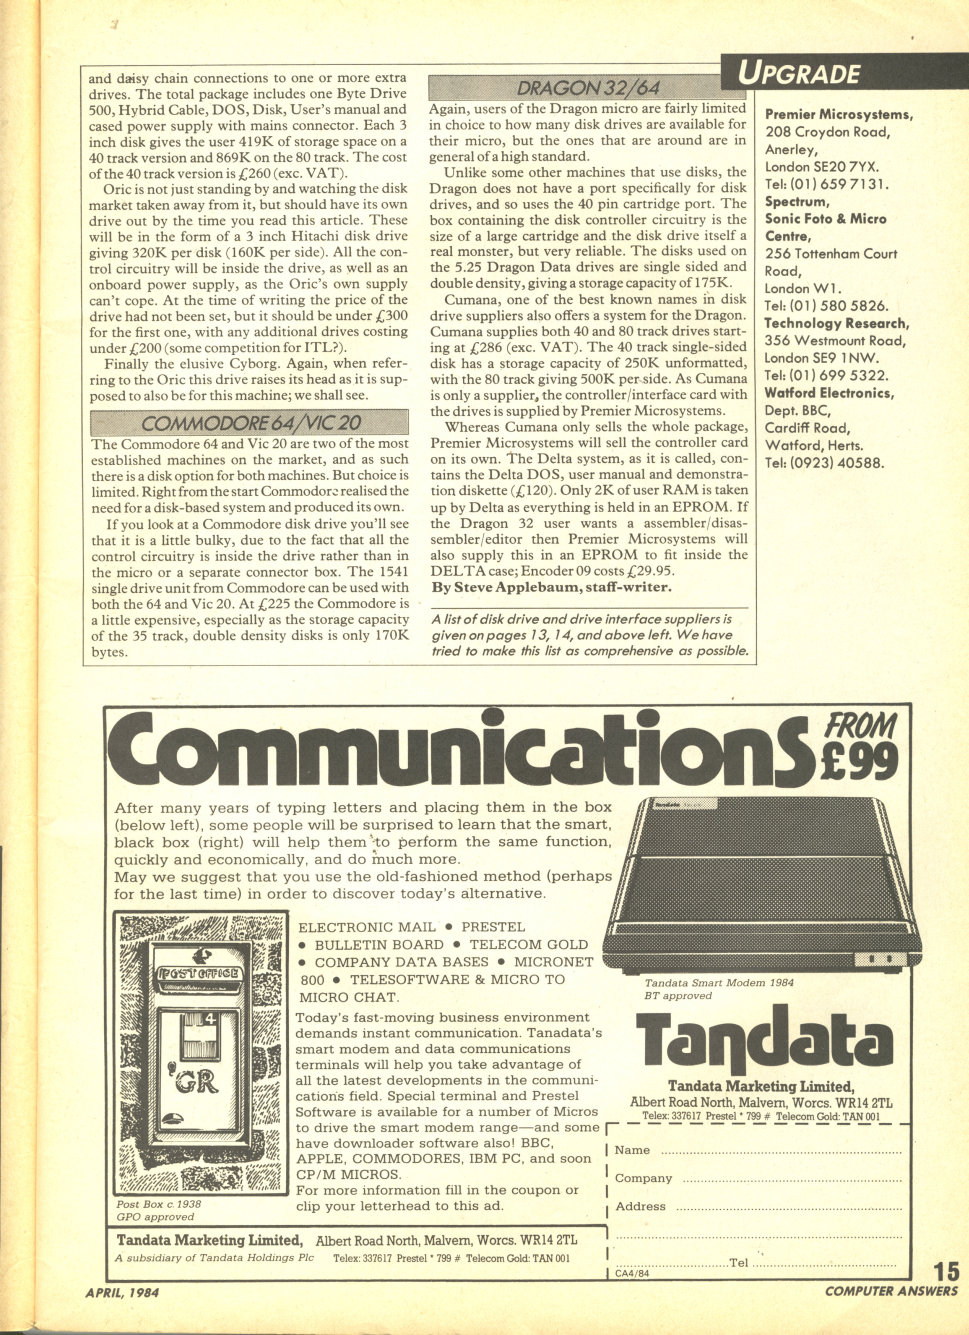 UPGRADE
and daisy chain connections to one or more extra
drives. The total package includes one Byte Drive
500, Hybrid Cable, DOS, Disk, User's manual and
cased power supply with mains connector. Each 3
inch disk gives the user 419K of storage space on a
40 track version and 869K on the 80 track. The cost
of the 40 track version is £260 (exc. VAT).
Oric is not just standing by and watching the disk
market taken away from it, but should have its own
drive out by the time you read this article. These
will be in the form of a 3 inch Hitachi disk drive
giving 320K per disk (160K per side). All the con-
trol circuitry will be inside the drive, as well as an
onboard power supply, as the Oric's own supply
can't cope. At the time of writing the price of the
drive had not been set, but it should be under £300
for the first one, with any additional drives costing
under £200 (some competition for ITL?).
Finally the elusive Cyborg. Again, when refer-
ring to the Oric this drive raises its head as it is sup-
posed to also be for this machine; we shall see.
COMMODORE 64/VIC 20
The Commodore 64 and Vic 20 are two of the most
established machines on the market, and as such
there is a disk option for both machines. But choice is
limited. Right from the start Commodore realised the
need for a disk-based system and produced its own.
If you look at a Commodore disk drive you'll see
that it is a little bulky, due to the fact that all the
control circuitry is inside the drive rather than in
the micro or a separate connector box. The 1541
single drive unit from Commodore can be used with
both the 64 and Vic 20. At £225 the Commodore is
a little expensive, especially as the storage capacity
of the 35 track, double density disks is only 170K
bytes.
DRAGON 32/64
Again, users of the Dragon micro are fairly limited
in choice to how many disk drives are available for
their micro, but the ones that are around are in
general of a high standard.
Unlike some other machines that use disks, the
Dragon does not have a port specifically for disk
drives, and so uses the 40 pin cartridge port. The
box containing the disk controller circuitry is the
size of a large cartridge and the disk drive itself a
real monster, but very reliable. The disks used on
the 5.25 Dragon Data drives are single sided and
double density, giving a storage capacity of 175K.
Cumana, one of the best known names in disk
drive suppliers also offers a system for the Dragon.
Cumana supplies both 40 and 80 track drives start-
ing at £286 (exc. VAT). The 40 track single-sided
disk has a storage capacity of 250K unformatted,
with the 80 track giving 500K per side. As Cumana
is only a supplier, the controller/interface card with
the drives is supplied by Premier Microsystems.
Whereas Cumana only sells the whole package,
Premier Microsystems will sell the controller card
on its own. The Delta system, as it is called, con-
tains the Delta DOS, user manual and demonstra-
tion diskette (£120). Only 2K of user RAM is taken
up by Delta as everything is held in an EPROM. If
the Dragon 32 user wants a assembler/disas-
sembler/editor then Premier Microsystems will
also supply this in an EPROM to fit inside the
DELTA case; Encoder 09 costs £29.95.
By Steve Applebaum, staff-writer.
A list of disk drive and drive interface suppliers is
given on pages 13, 14, and above left. We have
tried to make this list as comprehensive as possible.
Premier Microsystems,
208 Croydon Road,
Anerley,
London SE20 7YX.
Tel: (01) 659 7131.
Spectrum,
Sonic Foto & Micro
Centre,
256 Tottenham Court
Road,
London W1.
Tel: (01) 580 5826.
Technology Research,
356 Westmount Road,
London SE9 1NW.
Tel: (01) 699 5322.
Watford Electronics,
Dept. BBC,
Cardiff Road,
Watford, Herts.
Tel: (0923) 40588.
Communications FROM
£99
After many years of typing letters and placing them in the box
(below left), some people will be surprised to learn that the smart,
black box (right) will help them to perform the same function,
quickly and economically, and do much more.
May we suggest that you use the old-fashioned method (perhaps
for the last time) in order to discover today's alternative.
POST OFFICE
4
GR
Post Box c.1938
GPO approved
ELECTRONIC MAIL • PRESTEL
• BULLETIN BOARD • TELECOM GOLD
• COMPANY DATA BASES • MICRONET
800 • TELESOFTWARE & MICRO TO
MICRO CHAT.
Today's fast-moving business environment
demands instant communication. Tanadata's
smart modem and data communications
terminals will help you take advantage of
all the latest developments in the communi-
cations field. Special terminal and Prestel
Software is available for a number of Micros
to drive the smart modem range—and some
have downloader software also! BBC,
APPLE, COMMODORES, IBM PC, and soon
CP/M MICROS.
For more information fill in the coupon or
clip your letterhead to this ad.
Tandata
Tandata Smart Modem 1984
BT approved
Tandata
Tandata Marketing Limited,
Albert Road North, Malvern, Worcs. WR14 2TL
Telex: 337617 Prestel * 799 # Telecom Gold: TAN 001
Name
Company
Address
Tel
CA4/84
Tandata Marketing Limited, Albert Road North, Malvern, Worcs. WR14 2TL
A subsidiary of Tandata Holdings Plc Telex: 337617 Prestel * 799 # Telecom Gold: TAN 001
APRIL, 1984
15
COMPUTER ANSWERS